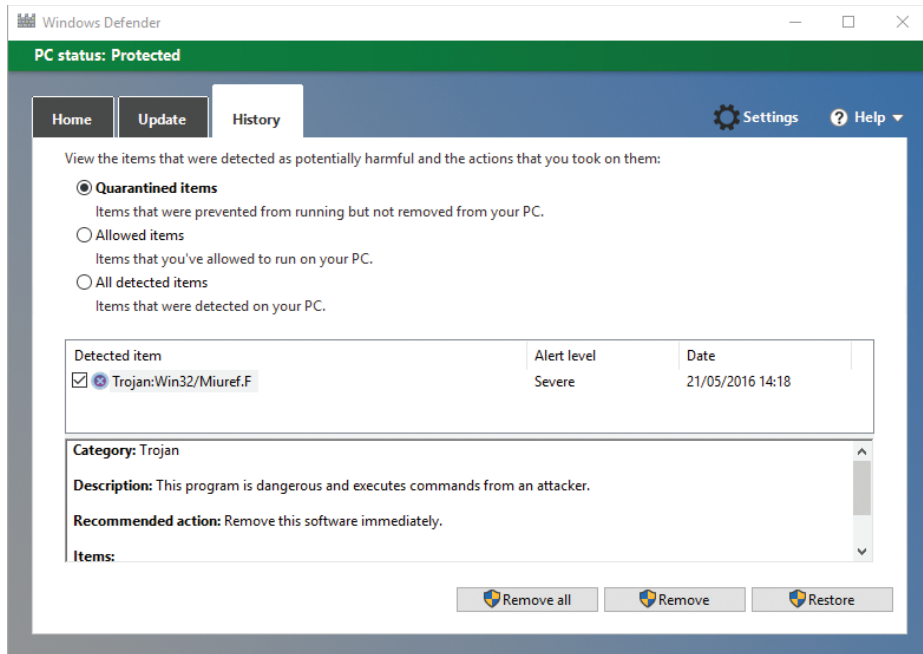 Windows Defender
PC status: Protected
Home Update History Settings Help
View the items that were detected as potentially harmful and the actions that you took on them:
Quarantined items
Items that were prevented from running but not removed from your PC.
Allowed items
Items that you've allowed to run on your PC.
All detected items
Items that were detected on your PC.
Detected item Alert level Date
Trojan:Win32/Miuref.F Severe 21/05/2016 14:18
Category: Trojan
Description: This program is dangerous and executes commands from an attacker.
Recommended action: Remove this software immediately.
Items:
Remove all Remove Restore